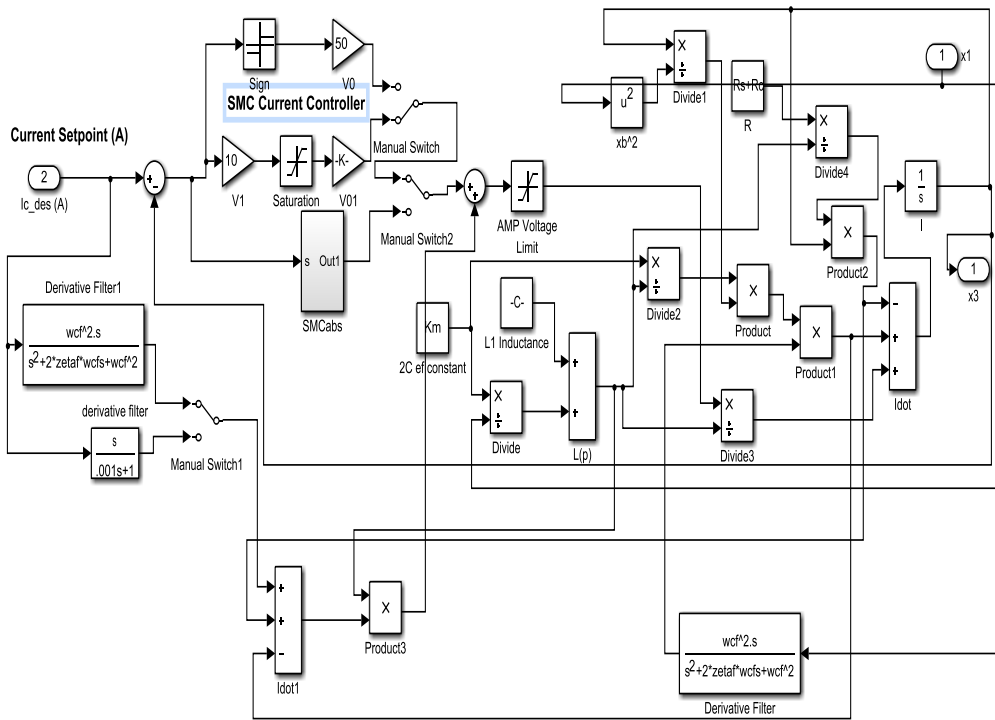 50
Sign
V0
SMC Current Controller
Current Setpoint (A)
2
Ic_des (A)
+
-
10
V1
Saturation
-K-
V01
Manual Switch
Manual Switch2
+
+
AMP Voltage
Limit
s Out1
SMCabs
Derivative Filter1
wcf^2.s
s2+2*zetaf*wcfs+wcf^2
derivative filter
s
.001s+1
Manual Switch1
X
÷
Divide1
u2
xb^2
Rs+Rc
R
1
x1
X
÷
Divide4
1
s
I
X
Product2
1
x3
X
÷
Divide2
X
Product
X
Product1
-
+
+
Idot
-C-
L1 Inductance
Km
2C ef constant
X
÷
Divide
+
+
L(p)
X
÷
Divide3
+
+
-
Idot1
X
Product3
wcf^2.s
s2+2*zetaf*wcfs+wcf^2
Derivative Filter